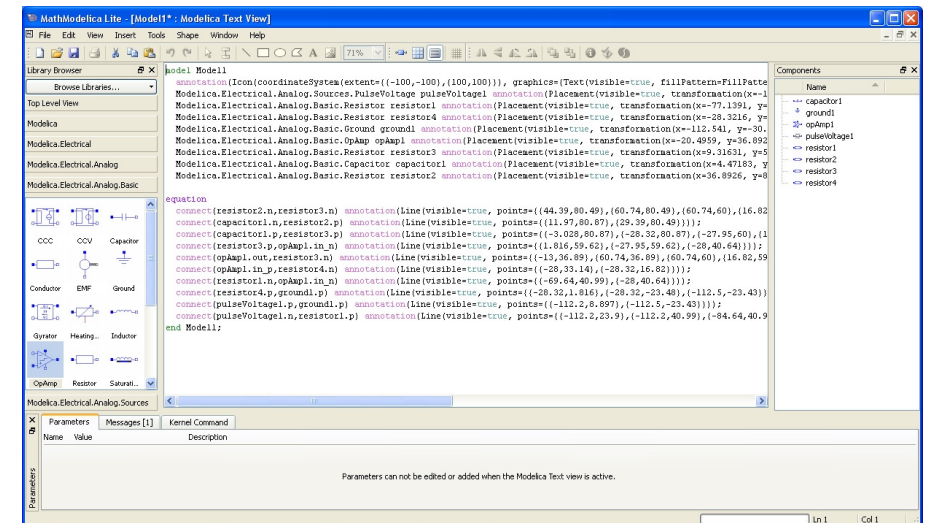 MathModelica Lite - [Model1* : Modelica Text View]
File Edit View Insert Tools Shape Window Help
71%
Library Browser
Browse Libraries...
Top Level View
Modelica
Modelica.Electrical
Modelica.Electrical.Analog
Modelica.Electrical.Analog.Basic
CCC CCV Capacitor
Conductor EMF Ground
Gyrator Heating... Inductor
OpAmp Resistor Saturati...
Modelica.Electrical.Analog.Sources
model Model1
annotation(Icon(coordinateSystem(extent={{-100,-100},{100,100}}), graphics={Text(visible=true, fillPattern=FillPatte
Modelica.Electrical.Analog.Sources.PulseVoltage pulseVoltage1 annotation(Placement(visible=true, transformation(x=-1
Modelica.Electrical.Analog.Basic.Resistor resistor1 annotation(Placement(visible=true, transformation(x=-77.1391, y=
Modelica.Electrical.Analog.Basic.Resistor resistor4 annotation(Placement(visible=true, transformation(x=-28.3216, y=
Modelica.Electrical.Analog.Basic.Ground ground1 annotation(Placement(visible=true, transformation(x=-112.541, y=-30.
Modelica.Electrical.Analog.Basic.OpAmp opAmp1 annotation(Placement(visible=true, transformation(x=-20.4959, y=36.892
Modelica.Electrical.Analog.Basic.Resistor resistor3 annotation(Placement(visible=true, transformation(x=9.31631, y=5
Modelica.Electrical.Analog.Basic.Capacitor capacitor1 annotation(Placement(visible=true, transformation(x=4.47183, y
Modelica.Electrical.Analog.Basic.Resistor resistor2 annotation(Placement(visible=true, transformation(x=36.8926, y=8
equation
connect(resistor2.n,resistor3.n) annotation(Line(visible=true, points={{44.39,80.49},{60.74,80.49},{60.74,60},{16.82
connect(capacitor1.n,resistor2.p) annotation(Line(visible=true, points={{11.97,80.87},{29.39,80.49}}));
connect(capacitor1.p,resistor3.p) annotation(Line(visible=true, points={{-3.028,80.87},{-28.32,80.87},{-27.95,60},{1
connect(resistor3.p,opAmp1.in_n) annotation(Line(visible=true, points={{1.816,59.62},{-27.95,59.62},{-28,40.64}}));
connect(opAmp1.out,resistor3.n) annotation(Line(visible=true, points={{-13,36.89},{60.74,36.89},{60.74,60},{16.82,59
connect(opAmp1.in_p,resistor4.n) annotation(Line(visible=true, points={{-28,33.14},{-28.32,16.82}}));
connect(resistor1.n,opAmp1.in_n) annotation(Line(visible=true, points={{-69.64,40.99},{-28,40.64}}));
connect(resistor4.p,ground1.p) annotation(Line(visible=true, points={{-28.32,1.816},{-28.32,-23.48},{-112.5,-23.43}}
connect(pulseVoltage1.p,ground1.p) annotation(Line(visible=true, points={{-112.2,8.897},{-112.5,-23.43}}));
connect(pulseVoltage1.n,resistor1.p) annotation(Line(visible=true, points={{-112.2,23.9},{-112.2,40.99},{-84.64,40.9
end Model1;
Components
Name
capacitor1
ground1
opAmp1
pulseVoltage1
resistor1
resistor2
resistor3
resistor4
Parameters Messages [1] Kernel Command
Name Value Description
Parameters can not be edited or added when the Modelica Text view is active.
Parameters
Ln 1 Col 1